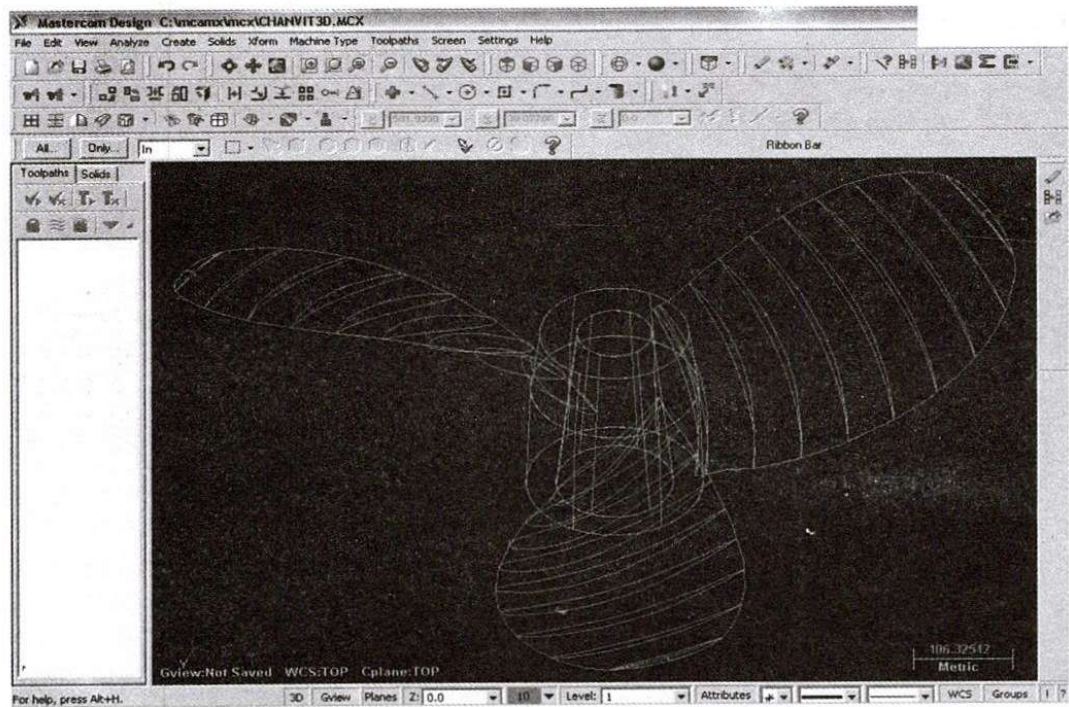 Mastercam Design C:\mcamx\mcx\CHANVIT3D.MCX
File Edit View Analyze Create Solids Xform Machine Type Toolpaths Screen Settings Help
All... Only... In Ribbon Bar
Toolpaths Solids
106.32512
Metric
Gview:Not Saved WCS:TOP Cplane:TOP
For help, press Alt+H. 3D Gview Planes Z: 0.0 10 Level: 1 Attributes WCS Groups ! ?